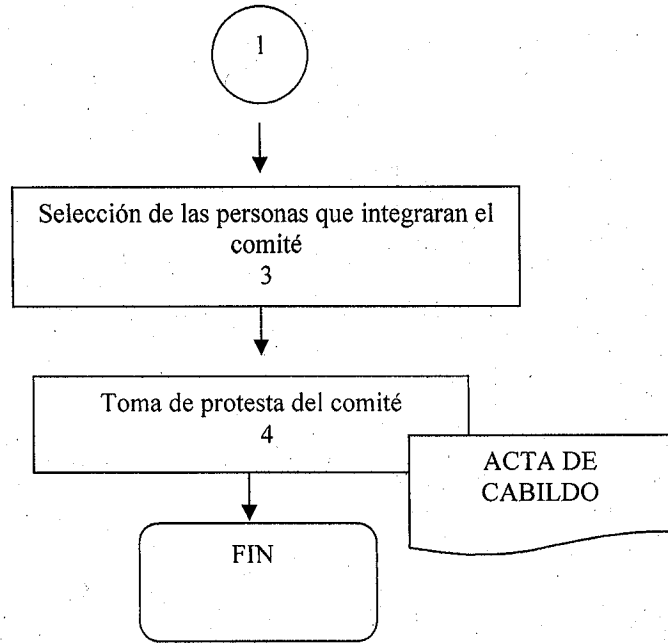 1
Selección de las personas que integraran el
comité
3
Toma de protesta del comité
4
ACTA DE
CABILDO
FIN